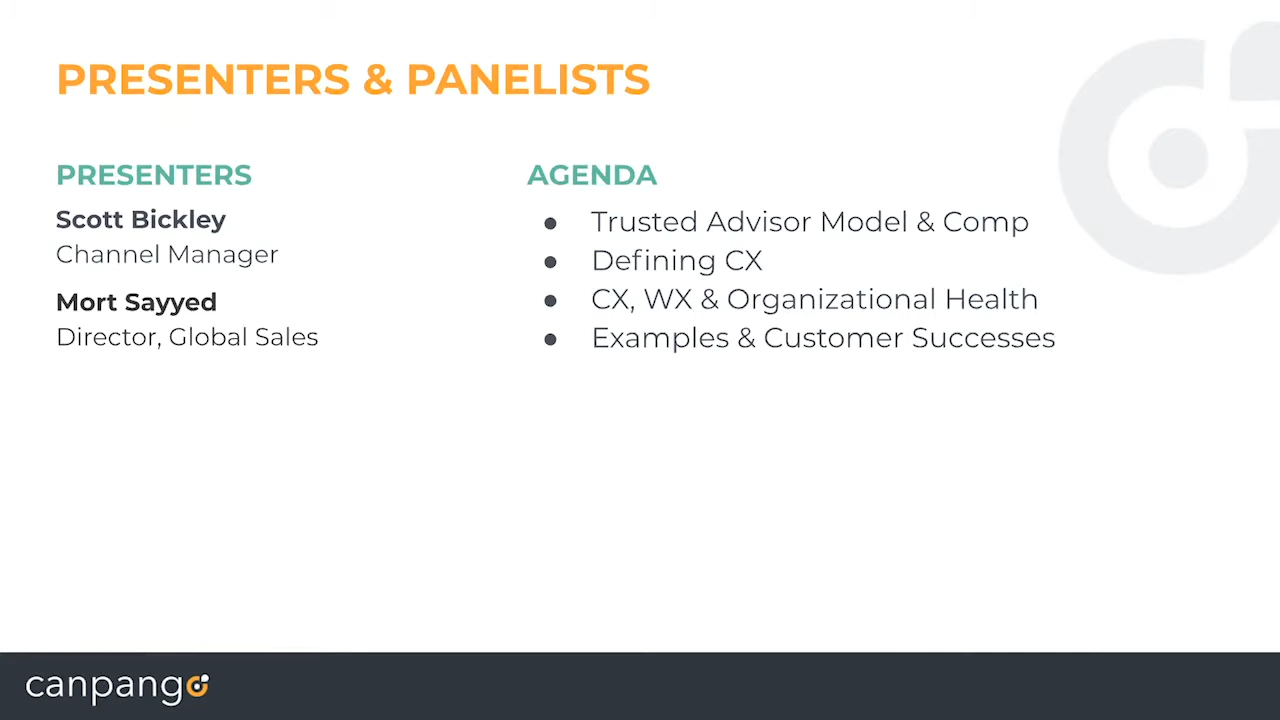 PRESENTERS & PANELISTS
PRESENTERS
Scott Bickley
Channel Manager
Mort Sayyed
Director, Global Sales
AGENDA
● Trusted Advisor Model & Comp
● Defining CX
● CX, WX & Organizational Health
● Examples & Customer Successes
canpango